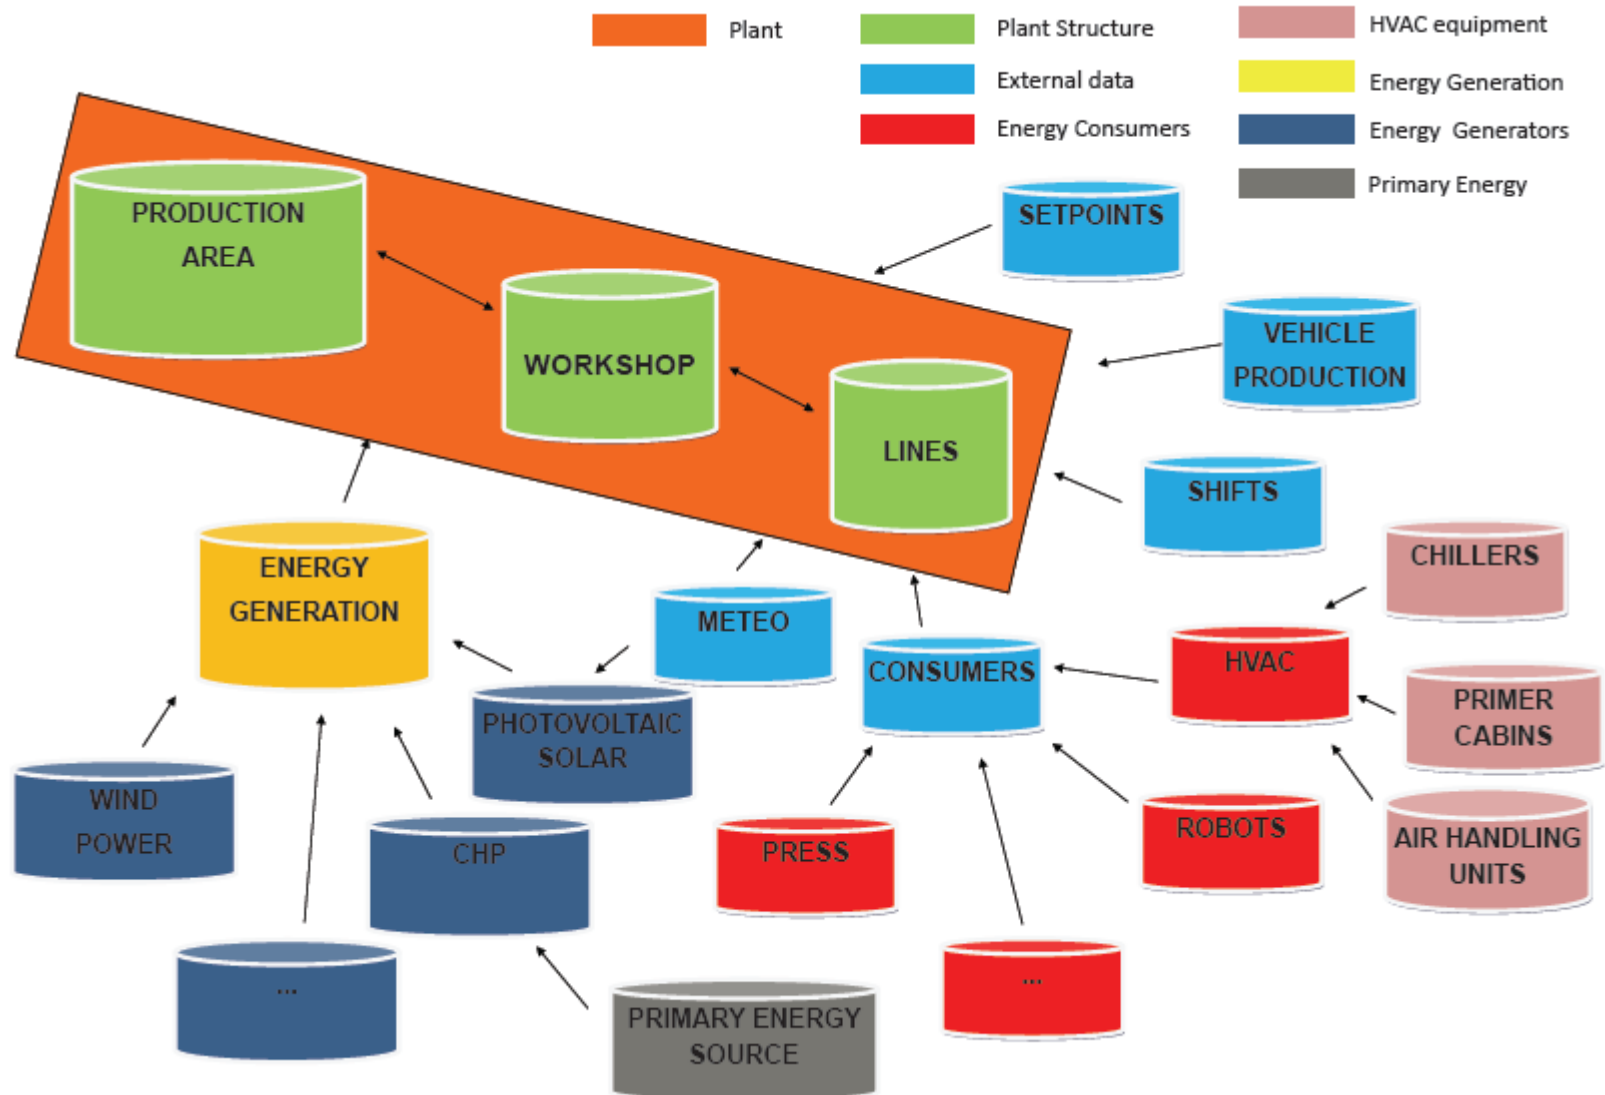 Plant
Plant Structure
HVAC equipment
External data
Energy Generation
Energy Consumers
Energy Generators
Primary Energy
PRODUCTION
AREA
SETPOINTS
WORKSHOP
VEHICLE
PRODUCTION
LINES
SHIFTS
ENERGY
GENERATION
CHILLERS
METEO
CONSUMERS
HVAC
PRIMER
CABINS
PHOTOVOLTAIC
SOLAR
WIND
POWER
CHP
PRESS
ROBOTS
AIR HANDLING
UNITS
...
...
PRIMARY ENERGY
SOURCE